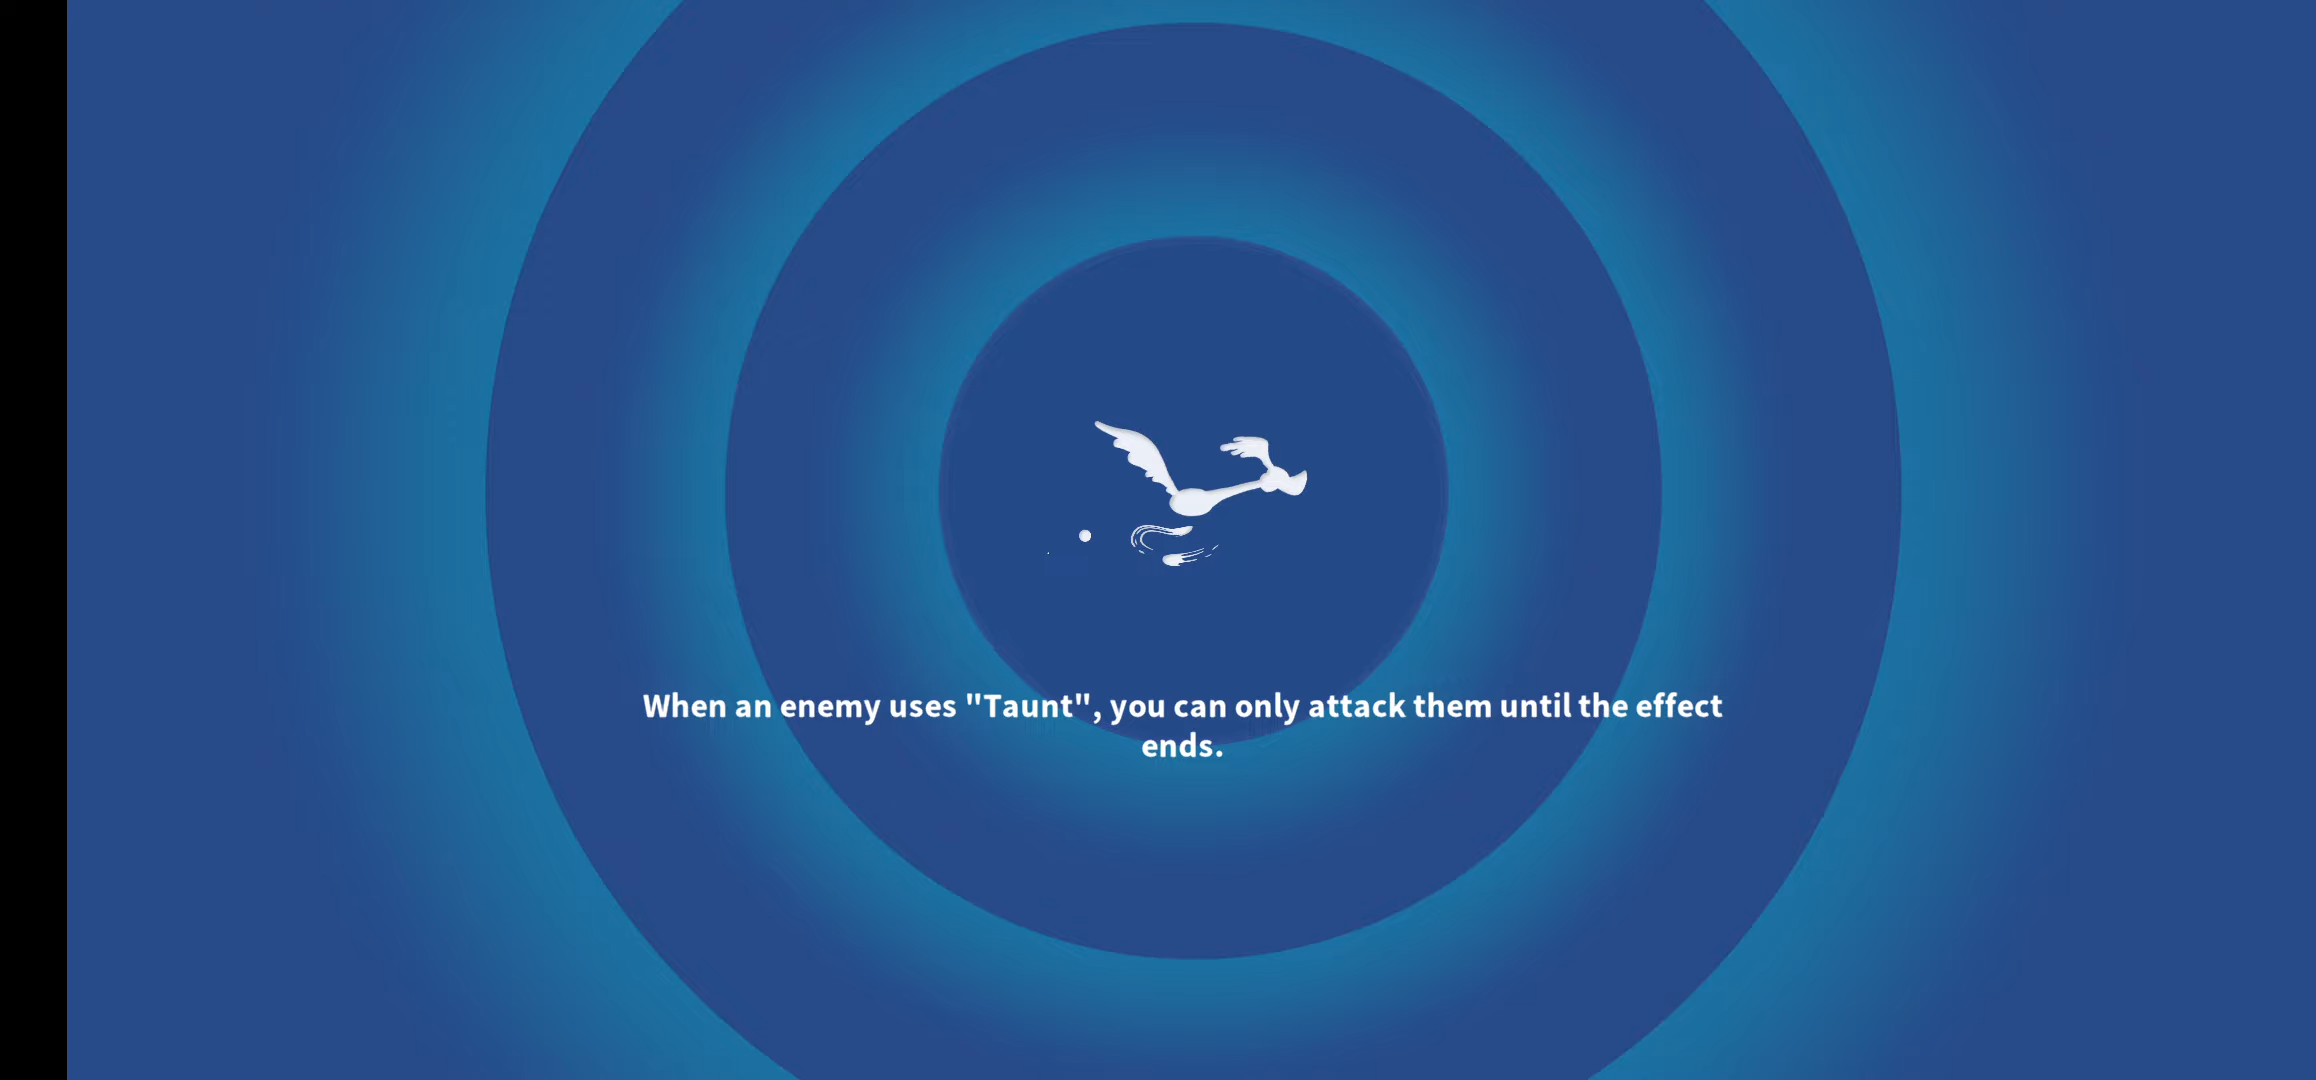 When an enemy uses "Taunt", you can only attack them until the effect
ends.